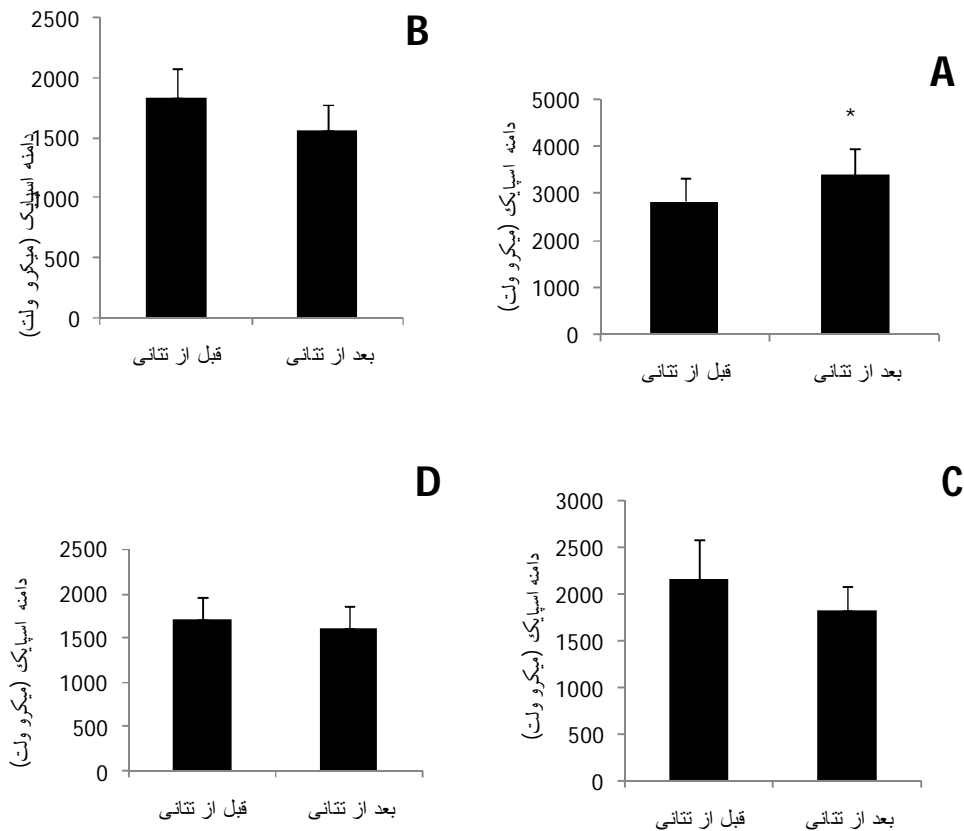 B
2500
2000
1500
1000
500
0
دامنه اسپایک (میکرو ولت)
قبل از تتانی
بعد از تتانی
A
*
5000
4000
3000
2000
1000
0
دامنه اسپایک (میکرو ولت)
قبل از تتانی
بعد از تتانی
D
2500
2000
1500
1000
500
0
دامنه اسپایک (میکرو ولت)
قبل از تتانی
بعد از تتانی
C
3000
2500
2000
1500
1000
500
0
دامنه اسپایک (میکرو ولت)
قبل از تتانی
بعد از تتانی